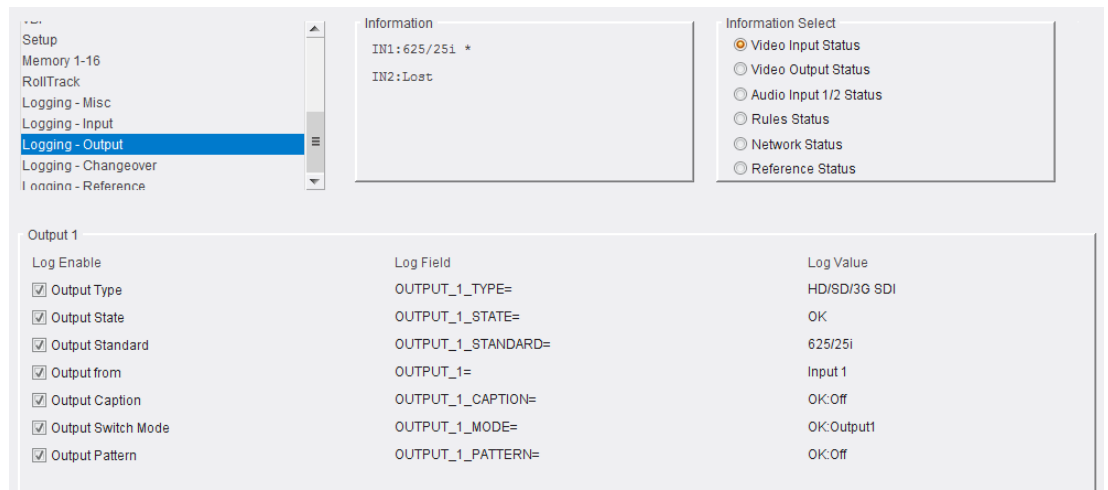 Setup
Memory 1-16
RollTrack
Logging - Misc
Logging - Input
Logging - Output
Logging - Changeover
Logging - Reference
Information
IN1:625/25i *
IN2:Lost
Information Select
Video Input Status
Video Output Status
Audio Input 1/2 Status
Rules Status
Network Status
Reference Status
Output 1
Log Enable Log Field Log Value
Output Type OUTPUT_1_TYPE= HD/SD/3G SDI
Output State OUTPUT_1_STATE= OK
Output Standard OUTPUT_1_STANDARD= 625/25i
Output from OUTPUT_1= Input 1
Output Caption OUTPUT_1_CAPTION= OK:Off
Output Switch Mode OUTPUT_1_MODE= OK:Output1
Output Pattern OUTPUT_1_PATTERN= OK:Off